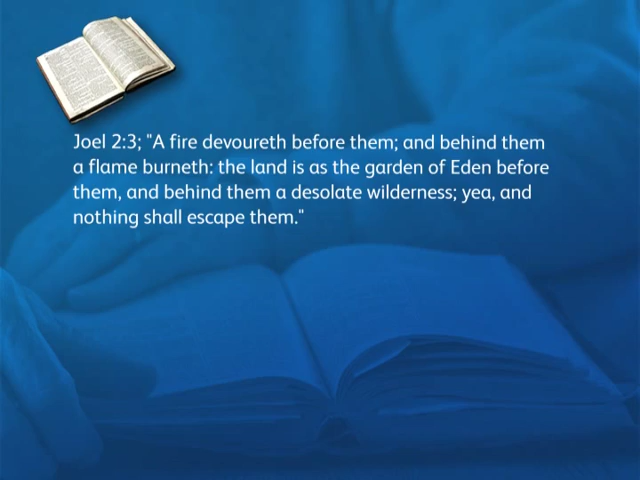 Joel 2:3; "A fire devoureth before them; and behind them
a flame burneth: the land is as the garden of Eden before
them, and behind them a desolate wilderness; yea, and
nothing shall escape them."